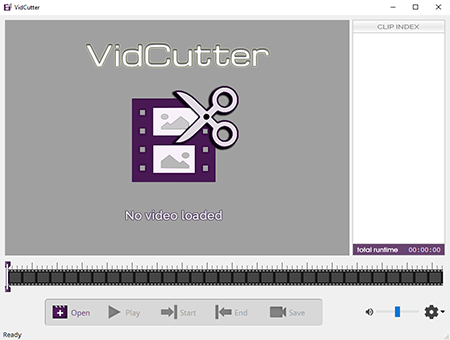 VidCutter
CLIP INDEX
VidCutter
No video loaded
total runtime 00:00:00
Open Play Start End Save
Ready